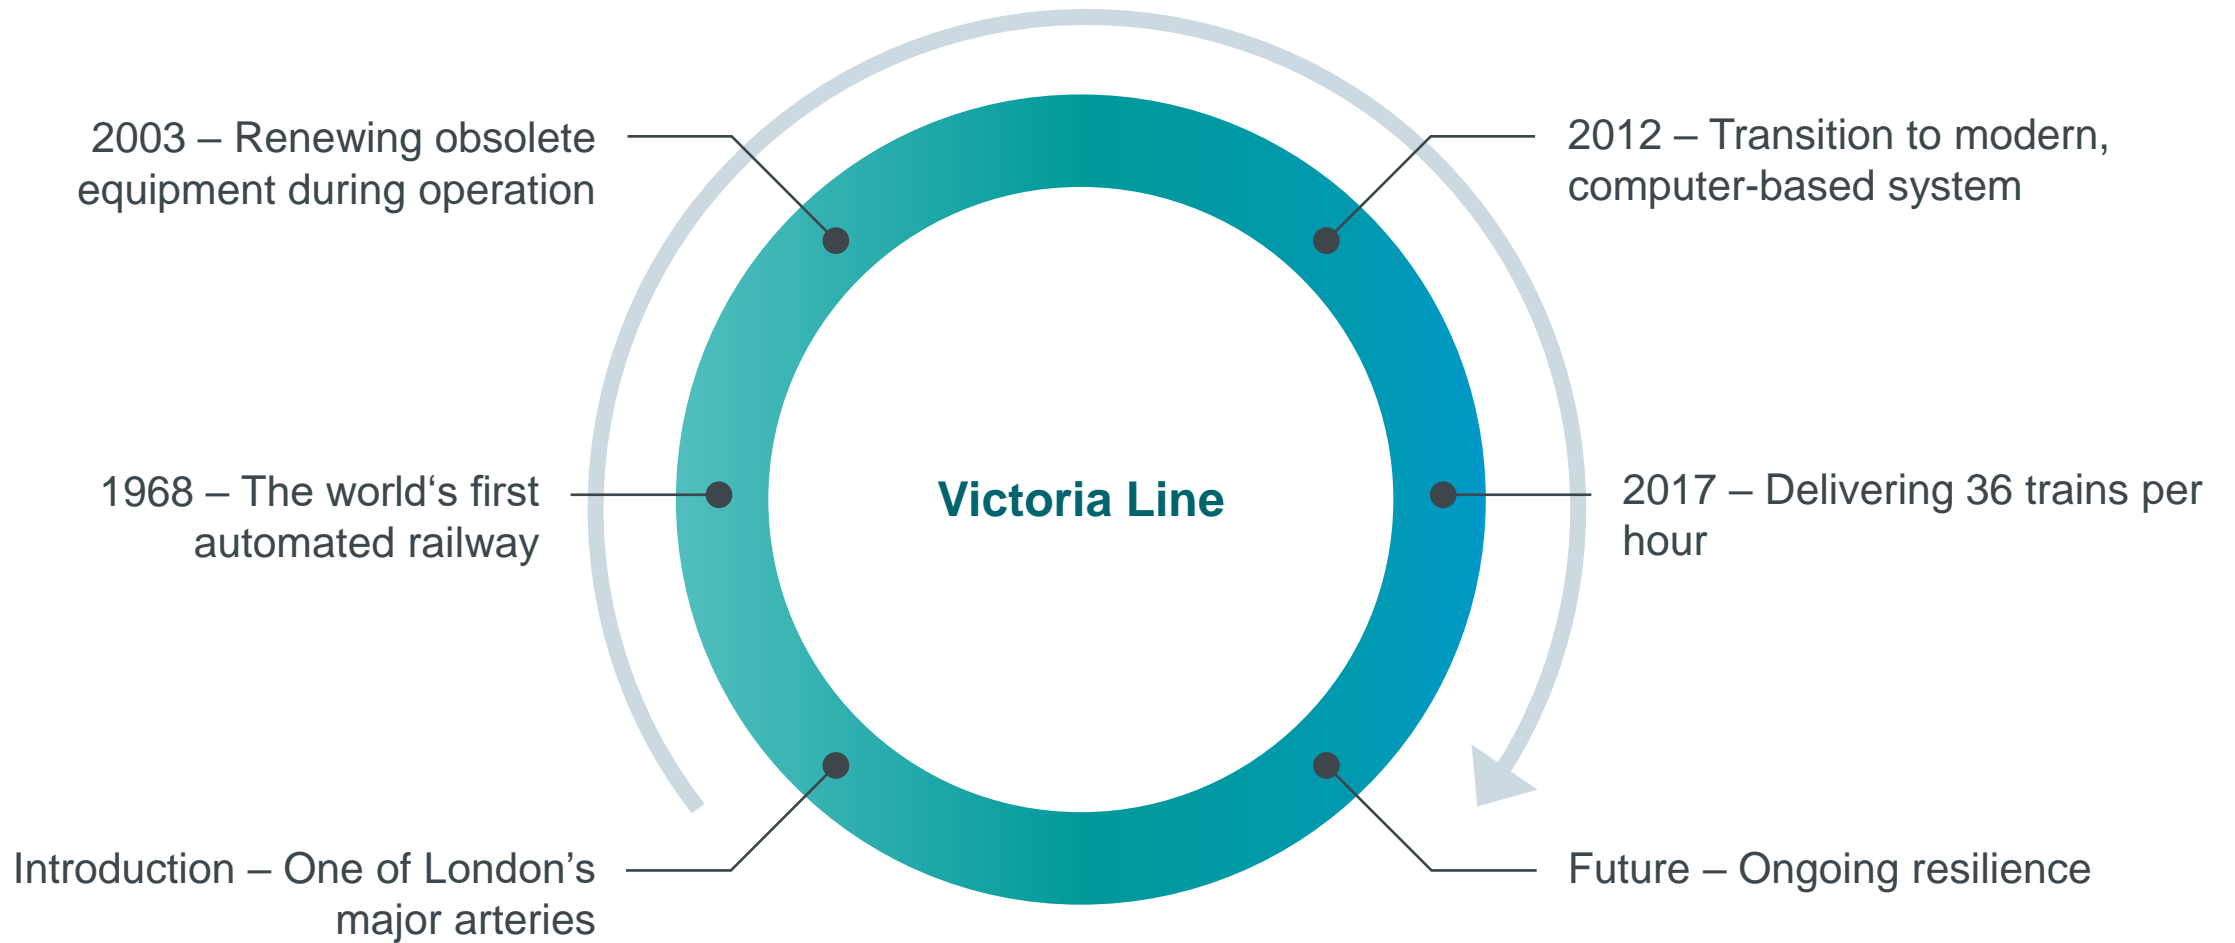 2003 – Renewing obsolete
equipment during operation
2012 – Transition to modern,
computer-based system
1968 – The world‘s first
automated railway
Victoria Line
2017 – Delivering 36 trains per
hour
Introduction – One of London’s
major arteries
Future – Ongoing resilience